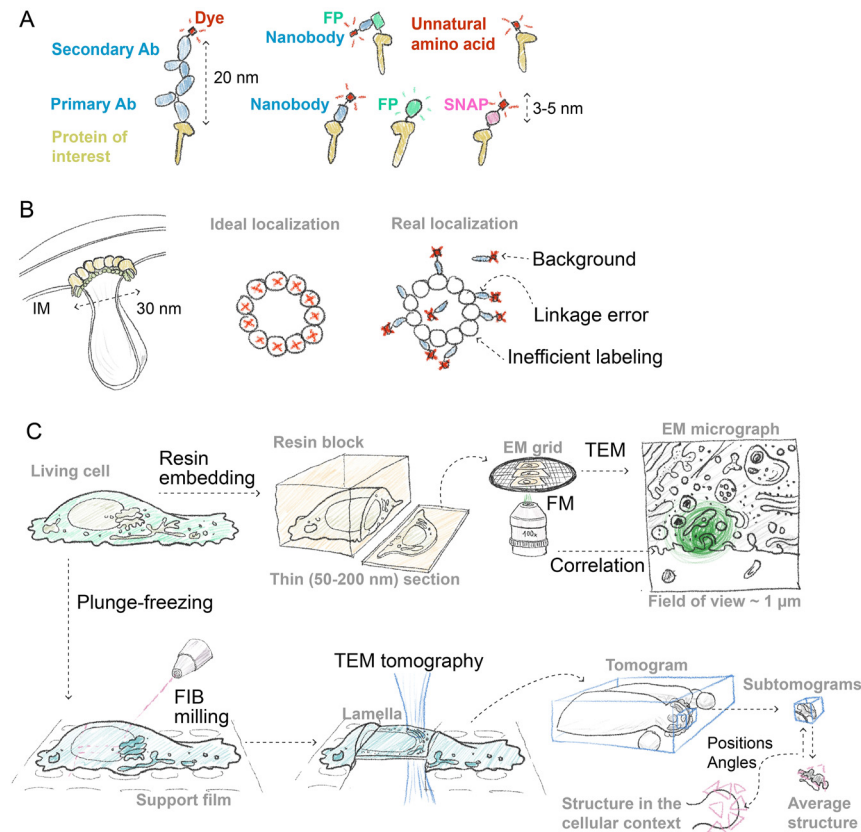 A
Dye
Secondary Ab
20 nm
Primary Ab
Protein of
interest
FP
Nanobody
Unnatural
amino acid
Nanobody
FP
SNAP
3-5 nm
B
Ideal localization
Real localization
IM
30 nm
Background
Linkage error
Inefficient labeling
C
Living cell
Resin
embedding
Resin block
Thin (50-200 nm) section
EM grid
FM
100x
TEM
Correlation
EM micrograph
Field of view ~ 1 µm
Plunge-freezing
FIB
milling
Support film
TEM tomography
Lamella
Tomogram
Subtomograms
Positions
Angles
Structure in the
cellular context
Average
structure